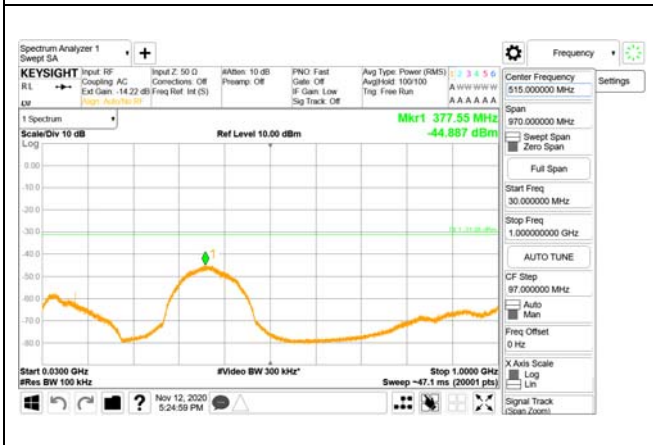 Spectrum Analyzer 1
Swept SA
+
Frequency
KEYSIGHT
RL
Input: RF
Coupling: AC
Ext Gain: -14.22 dB
Align: Auto/No RF
Input Z: 50 Ω
Corrections: Off
Freq Ref: Int (S)
#Atten: 10 dB
Preamp: Off
PNO: Fast
Gate: Off
IF Gain: Low
Sig Track: Off
Avg Type: Power (RMS)
Avg|Hold: 100/100
Trig: Free Run
1 2 3 4 5 6
A W W W W W
A A A A A A
1 Spectrum
Scale/Div 10 dB
Log
Ref Level 10.00 dBm
Mkr1 377.55 MHz
-44.887 dBm
0.00
-10.0
-20.0
-30.0
-40.0
-50.0
-60.0
-70.0
-80.0
1
Start 0.0300 GHz
#Res BW 100 kHz
#Video BW 300 kHz*
Stop 1.0000 GHz
Sweep ~47.1 ms (20001 pts)
Nov 12, 2020
5:24:59 PM
?
Center Frequency
515.000000 MHz
Settings
Span
970.000000 MHz
Swept Span
Zero Span
Full Span
Start Freq
30.000000 MHz
Stop Freq
1.000000000 GHz
AUTO TUNE
CF Step
97.000000 MHz
Auto
Man
Freq Offset
0 Hz
X Axis Scale
Log
Lin
Signal Track
(Span Zoom)